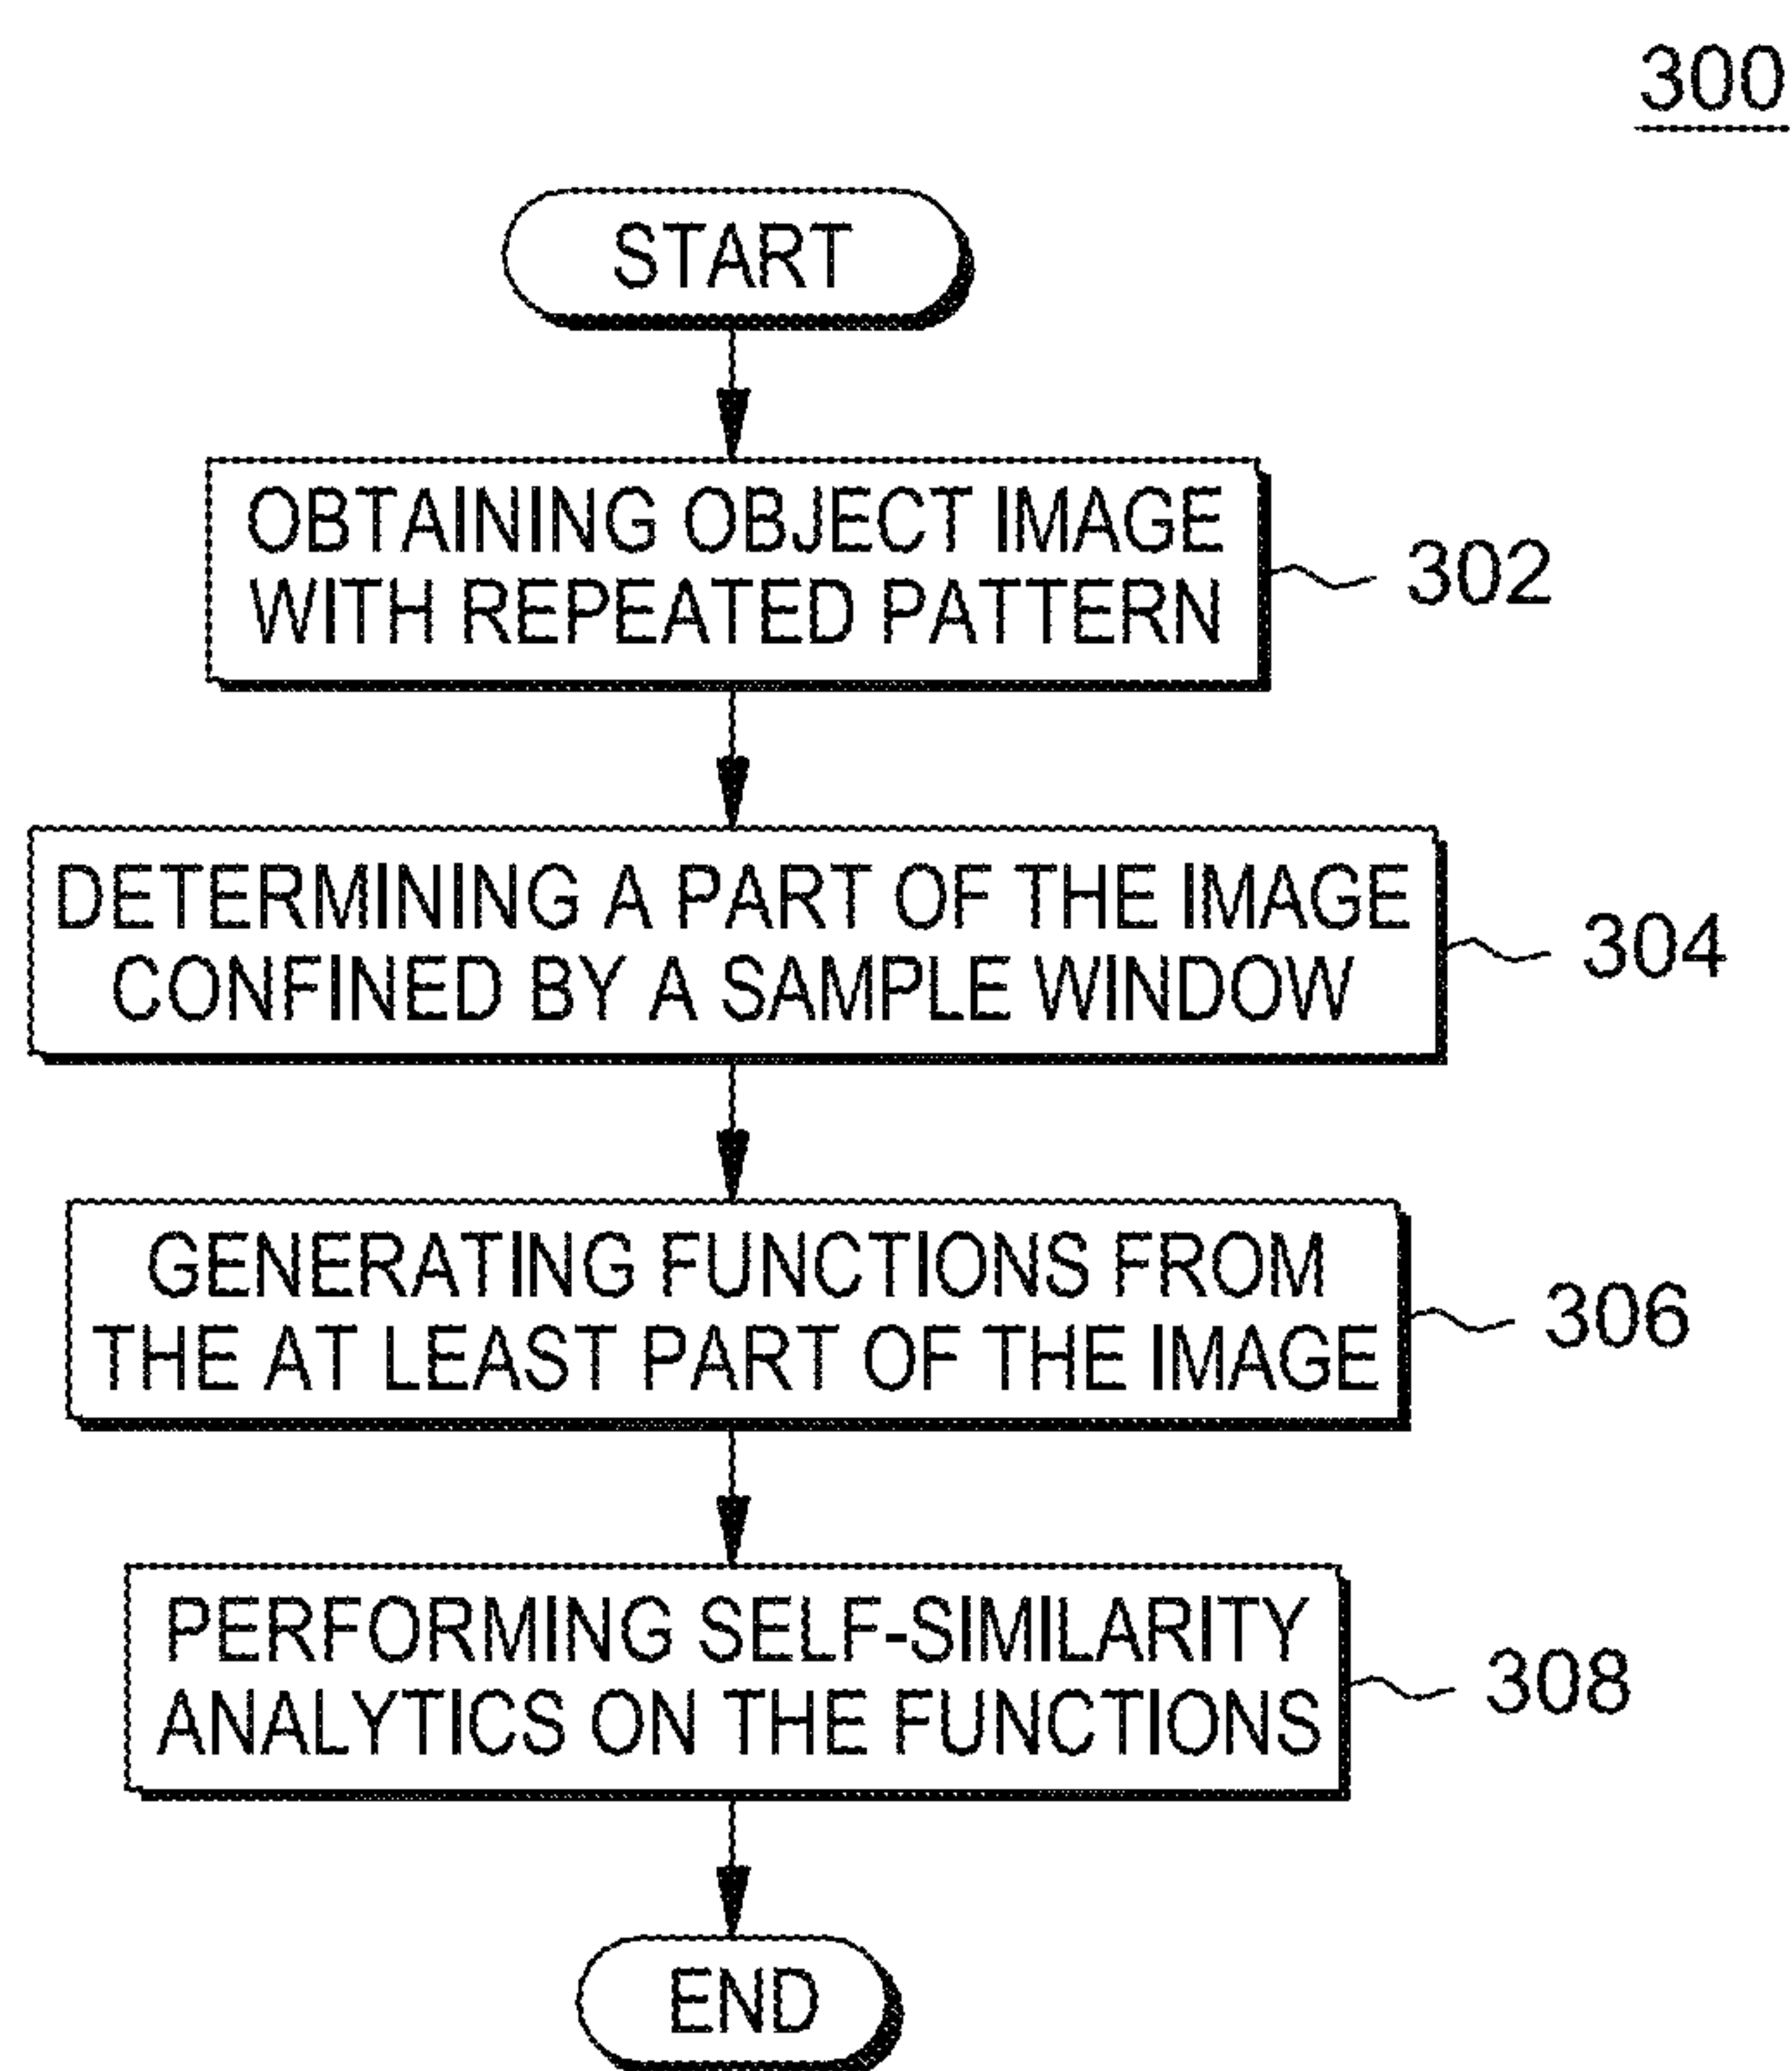 300
START
OBTAINING OBJECT IMAGE
WITH REPEATED PATTERN
302
DETERMINING A PART OF THE IMAGE
CONFINED BY A SAMPLE WINDOW
304
GENERATING FUNCTIONS FROM
THE AT LEAST PART OF THE IMAGE
306
PERFORMING SELF-SIMILARITY
ANALYTICS ON THE FUNCTIONS
308
END